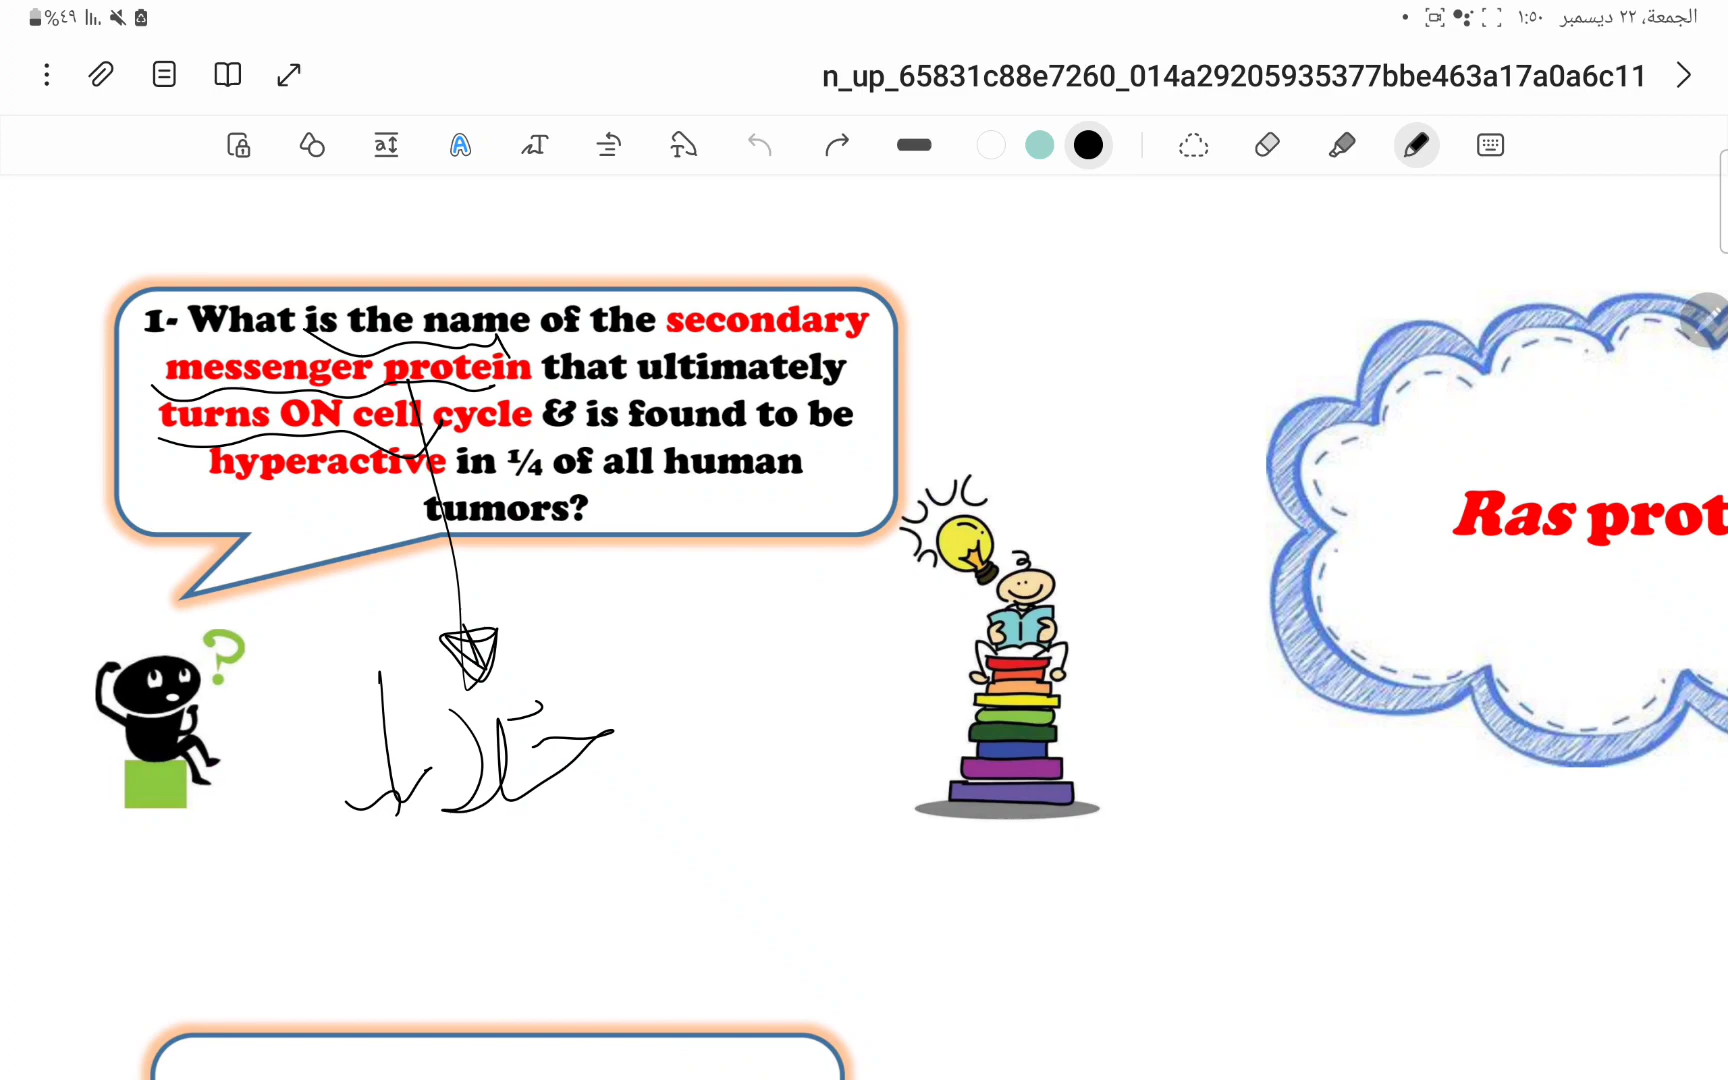 %٤٩
الجمعة، ٢٢ ديسمبر ١:٥٠
n_up_65831c88e7260_014a29205935377bbe463a17a0a6c11
1- What is the name of the secondary
messenger protein that ultimately
turns ON cell cycle & is found to be
hyperactive in ¼ of all human
tumors?
Ras prot